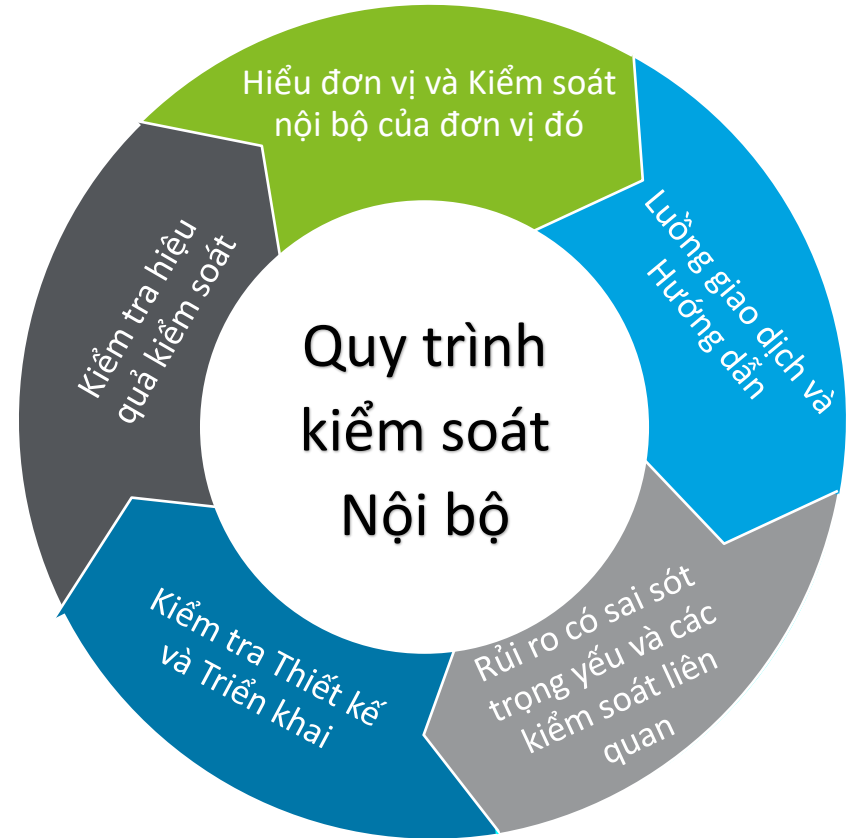 Hiểu đơn vị và Kiểm soát
nội bộ của đơn vị đó
Luồng giao dịch và
Hướng dẫn
Rủi ro có sai sót
trọng yếu và các
kiểm soát liên
quan
Kiểm tra Thiết kế
và Triển khai
Kiểm tra hiệu
quả kiểm soát
Quy trình
kiểm soát
Nội bộ